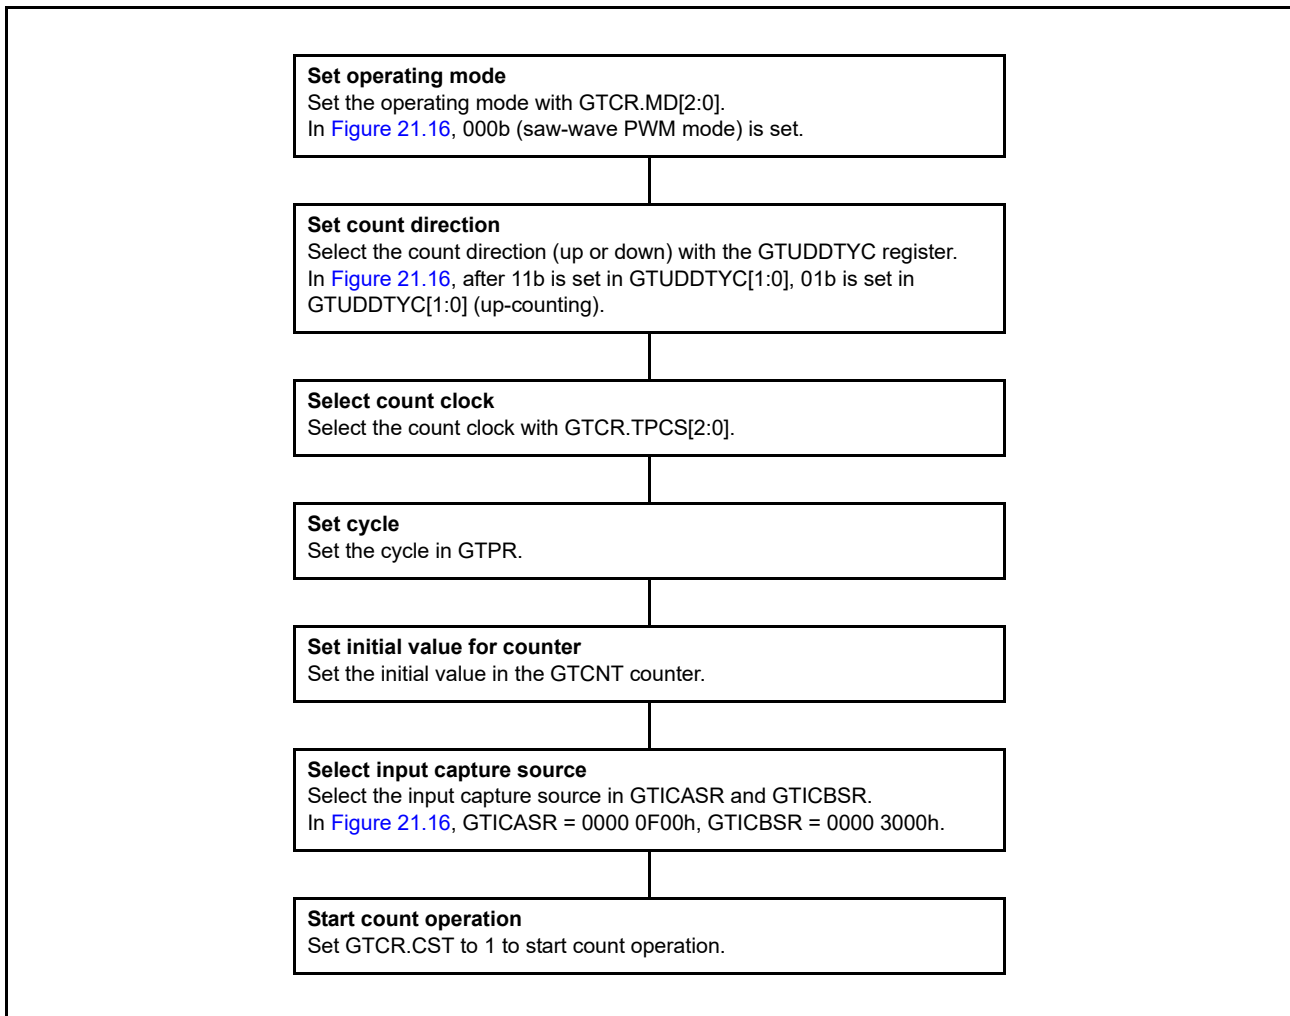 Set operating mode
Set the operating mode with GTCR.MD[2:0].
In Figure 21.16, 000b (saw-wave PWM mode) is set.
Set count direction
Select the count direction (up or down) with the GTUDDTYC register.
In Figure 21.16, after 11b is set in GTUDDTYC[1:0], 01b is set in
GTUDDTYC[1:0] (up-counting).
Select count clock
Select the count clock with GTCR.TPCS[2:0].
Set cycle
Set the cycle in GTPR.
Set initial value for counter
Set the initial value in the GTCNT counter.
Select input capture source
Select the input capture source in GTICASR and GTICBSR.
In Figure 21.16, GTICASR = 0000 0F00h, GTICBSR = 0000 3000h.
Start count operation
Set GTCR.CST to 1 to start count operation.